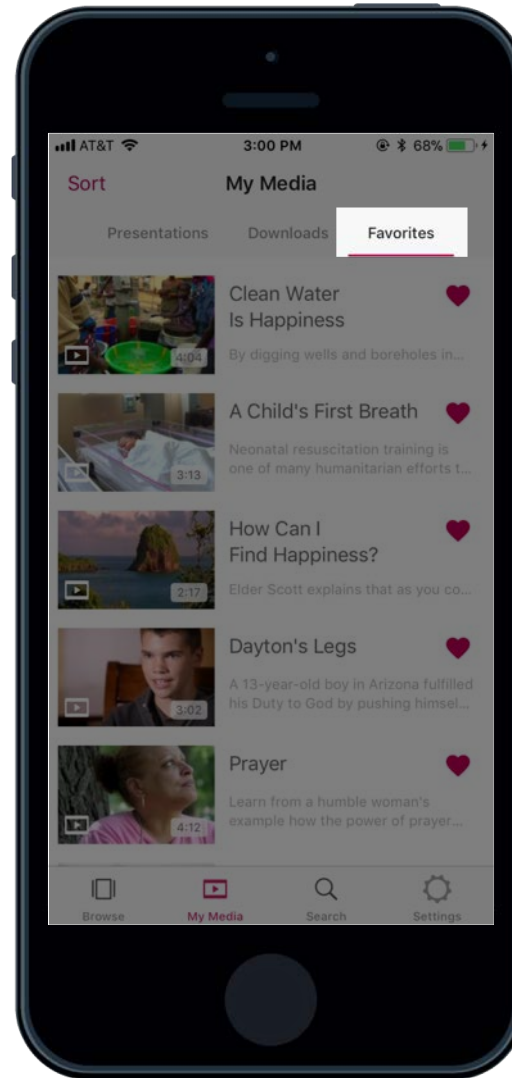 AT&T 3:00 PM 68%
Sort My Media
Presentations Downloads Favorites
Clean Water
Is Happiness
By digging wells and boreholes in...
4:04
A Child's First Breath
Neonatal resuscitation training is
one of many humanitarian efforts t...
3:13
How Can I
Find Happiness?
Elder Scott explains that as you co...
2:17
Dayton's Legs
A 13-year-old boy in Arizona fulfilled
his Duty to God by pushing himsel...
3:02
Prayer
Learn from a humble woman's
example how the power of prayer...
4:12
Browse My Media Search Settings